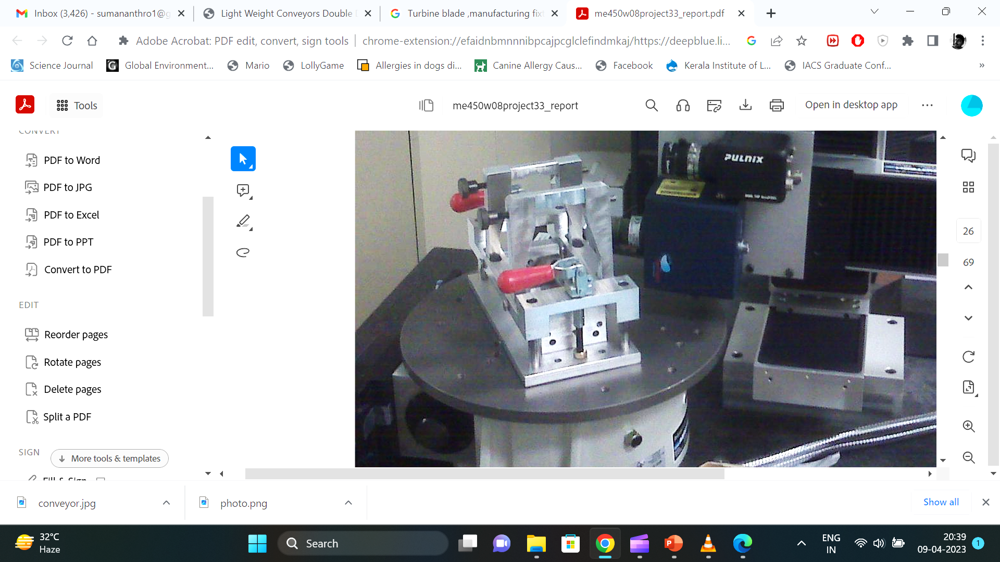 Inbox (3,426) - sumananthro1@g
Light Weight Conveyors Double
Turbine blade ,manufacturing fixt
me450w08project33_report.pdf
Adobe Acrobat: PDF edit, convert, sign tools
chrome-extension://efaidnbmnnnibpcajpcglclefindmkaj/https://deepblue.li...
Science Journal
Global Environment...
Mario
LollyGame
Allergies in dogs di...
Canine Allergy Caus...
Facebook
Kerala Institute of L...
IACS Graduate Conf...
»
Tools
me450w08project33_report
Open in desktop app
CONVERT
PDF to Word
PDF to JPG
PDF to Excel
PDF to PPT
Convert to PDF
EDIT
Reorder pages
Rotate pages
Delete pages
Split a PDF
SIGN
More tools & templates
Fill & Sign
PULNIX
26
69
conveyor.jpg
photo.png
Show all
32°C
Haze
Search
ENG
IN
20:39
09-04-2023
1